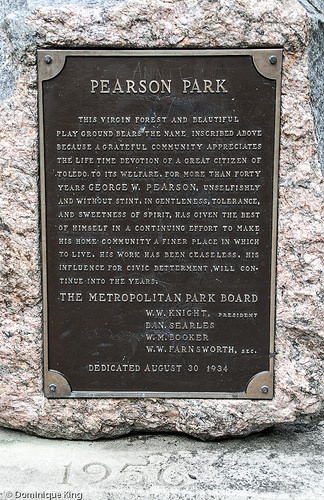 PEARSON PARK
THIS VIRGIN FOREST AND BEAUTIFUL
PLAY GROUND BEARS THE NAME INSCRIBED ABOVE
BECAUSE A GRATEFUL COMMUNITY APPRECIATES
THE LIFE TIME DEVOTION OF A GREAT CITIZEN OF
TOLEDO, TO ITS WELFARE. FOR MORE THAN FORTY
YEARS GEORGE W. PEARSON, UNSELFISHLY
AND WITHOUT STINT, IN GENTLENESS, TOLERANCE,
AND SWEETNESS OF SPIRIT, HAS GIVEN THE BEST
OF HIMSELF IN A CONTINUING EFFORT TO MAKE
HIS HOME COMMUNITY A FINER PLACE IN WHICH
TO LIVE. HIS WORK HAS BEEN CEASELESS. HIS
INFLUENCE FOR CIVIC BETTERMENT WILL CON-
TINUE INTO THE YEARS.
THE METROPOLITAN PARK BOARD
W.W. KNIGHT, PRESIDENT
DAN. SEARLES
W. M. BOOKER
W. W. FARNSWORTH, SEC.
DEDICATED AUGUST 30 1934
1956
© Dominique King